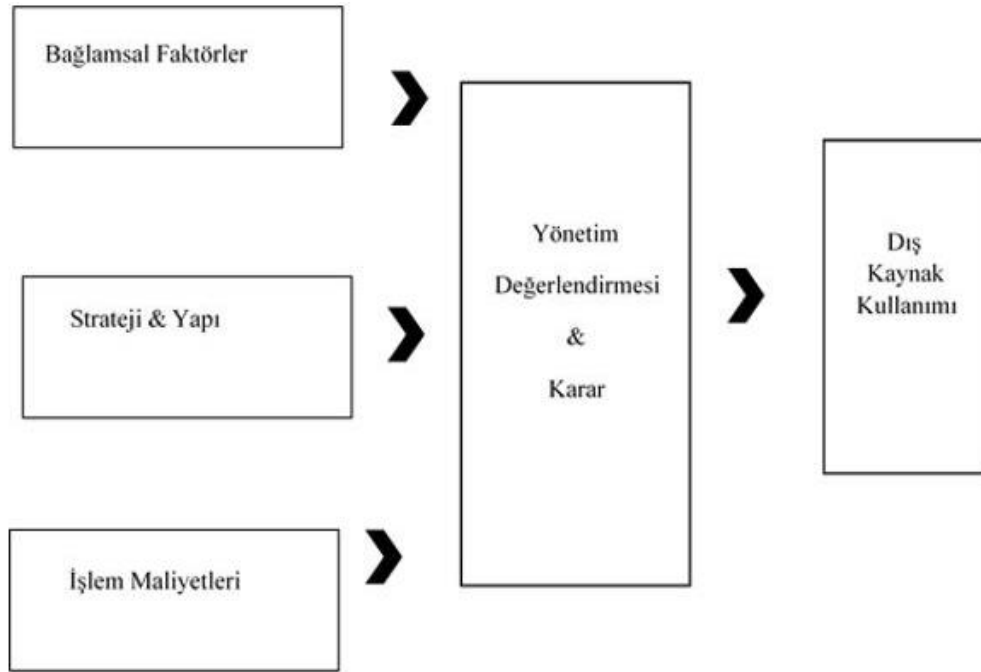 Bağlamsal Faktörler
Strateji & Yapı
İşlem Maliyetleri
Yönetim
Değerlendirmesi
&
Karar
Dış
Kaynak
Kullanımı